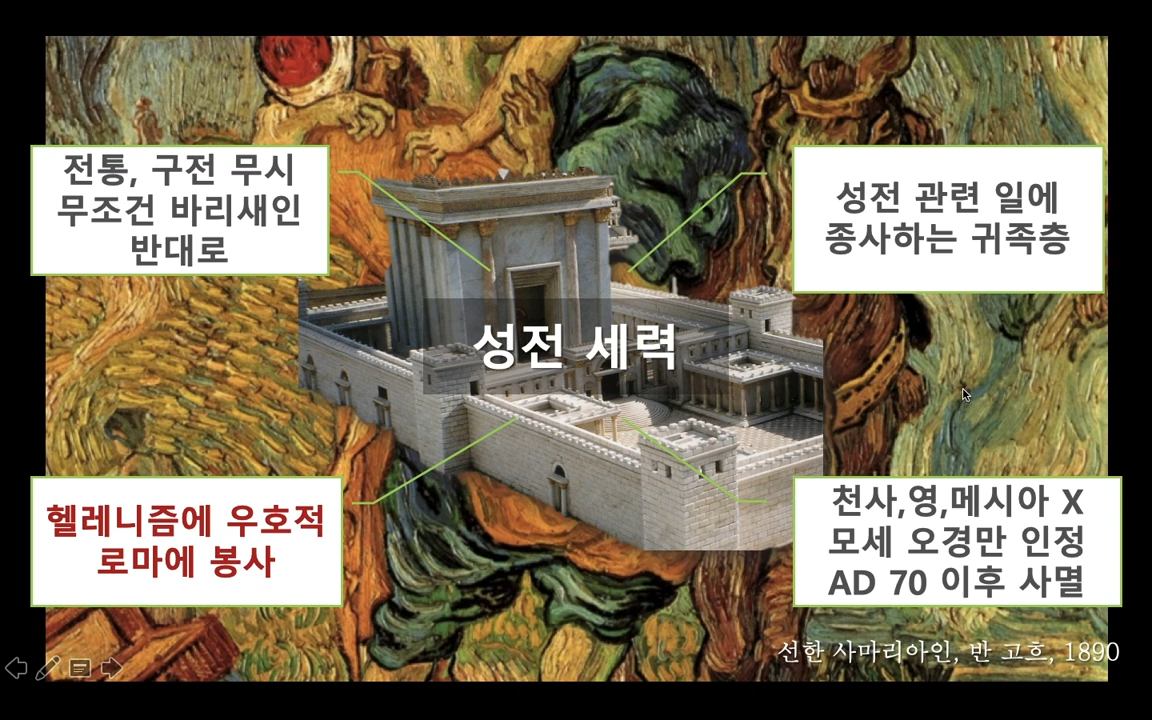 전통, 구전 무시
무조건 바리새인
반대로
성전 관련 일에
종사하는 귀족층
성전 세력
헬레니즘에 우호적
로마에 봉사
천사,영,메시아 X
모세 오경만 인정
AD 70 이후 사멸
선한 사마리아인, 반 고흐, 1890